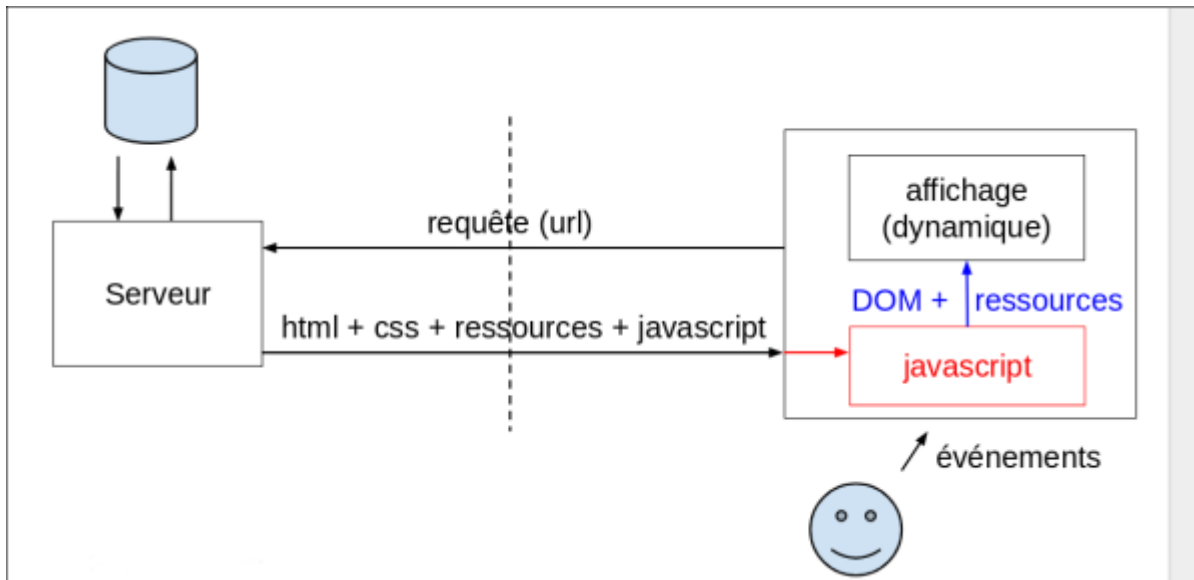 affichage
(dynamique)
requête (url)
Serveur
DOM + ressources
html + css + ressources + javascript
javascript
événements